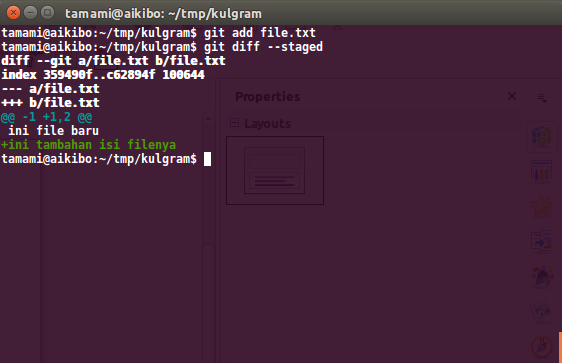 tamami@aikibo: ~/tmp/kulgram
tamami@aikibo:~/tmp/kulgram$ git add file.txt
tamami@aikibo:~/tmp/kulgram$ git diff --staged
diff --git a/file.txt b/file.txt
index 359490f..c62894f 100644
--- a/file.txt
+++ b/file.txt
@@ -1 +1,2 @@
 ini file baru
+ini tambahan isi filenya
tamami@aikibo:~/tmp/kulgram$
Properties
Layouts